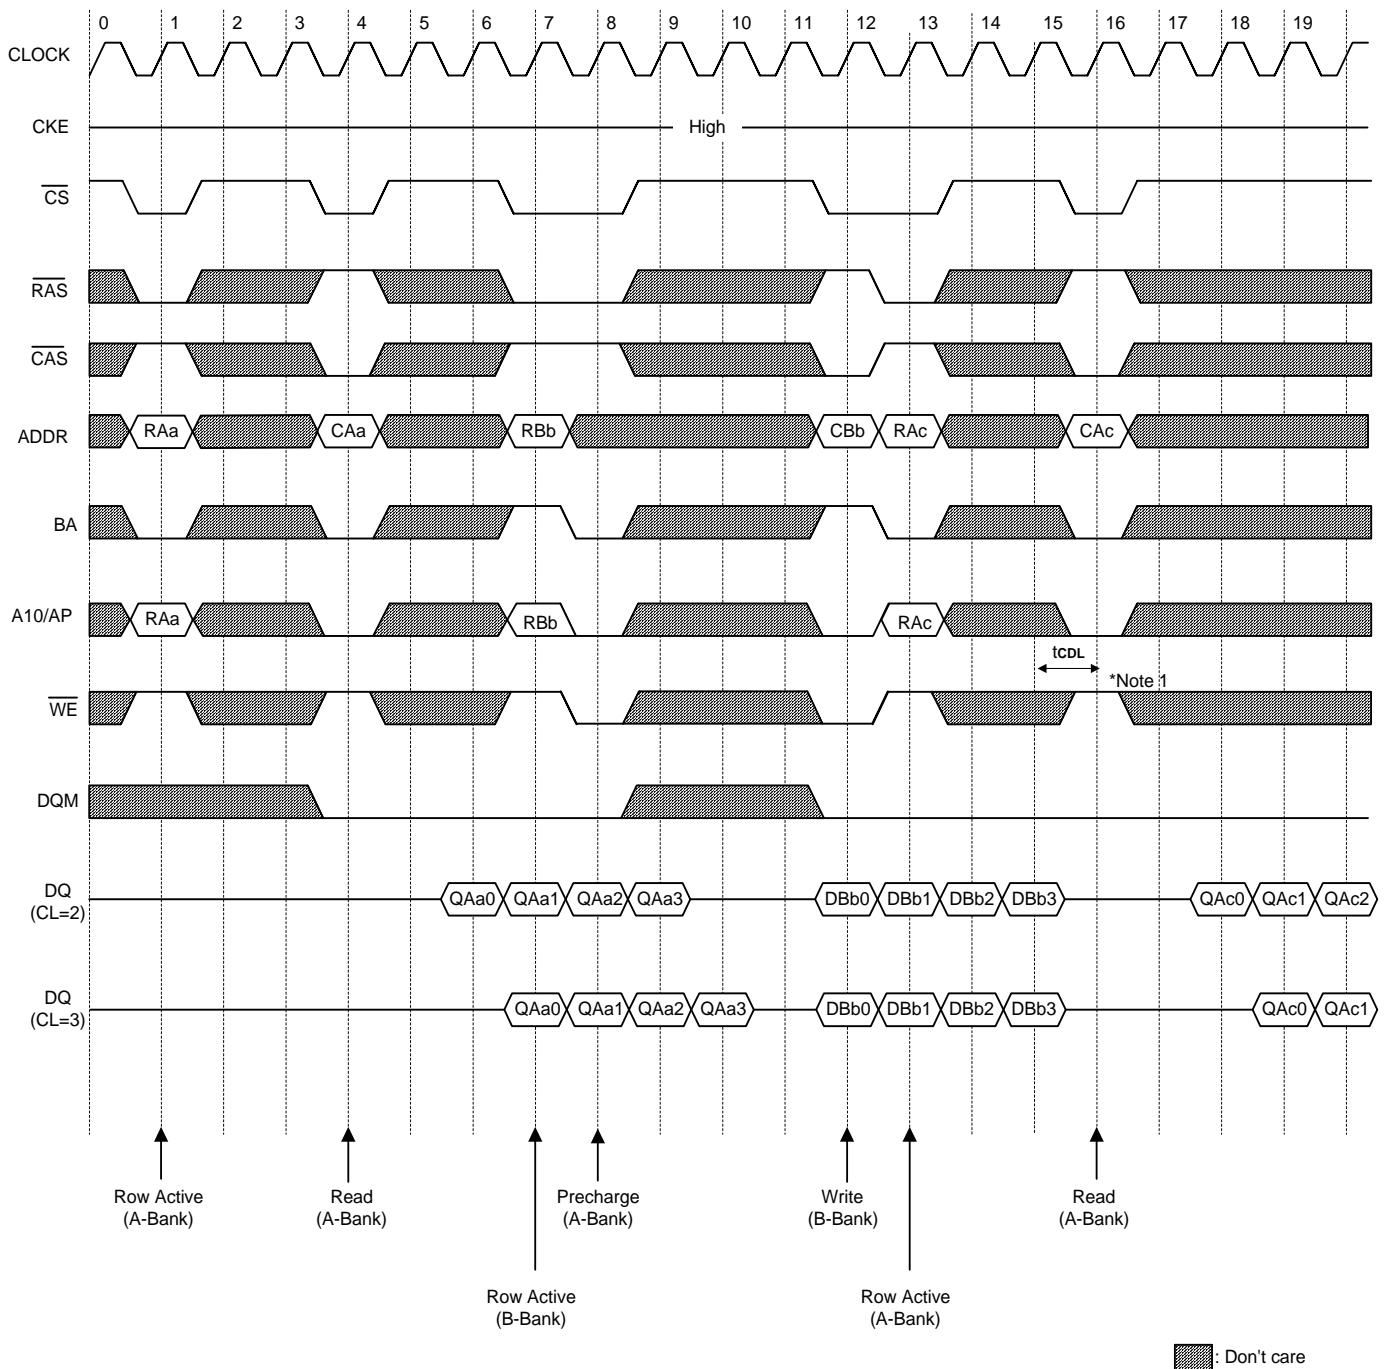 0 1 2 3 4 5 6 7 8 9 10 11 12 13 14 15 16 17 18 19
CLOCK
CKE High
CS
RAS
CAS
ADDR RAa CAa RBb CBb RAc CAc
BA
A10/AP RAa RBb RAc
tCDL
*Note 1
WE
DQM
DQ
(CL=2)
QAa0 QAa1 QAa2 QAa3 DBb0 DBb1 DBb2 DBb3 QAc0 QAc1 QAc2
DQ
(CL=3)
QAa0 QAa1 QAa2 QAa3 DBb0 DBb1 DBb2 DBb3 QAc0 QAc1
Row Active
(A-Bank)
Read
(A-Bank)
Precharge
(A-Bank)
Write
(B-Bank)
Read
(A-Bank)
Row Active
(B-Bank)
Row Active
(A-Bank)
: Don't care